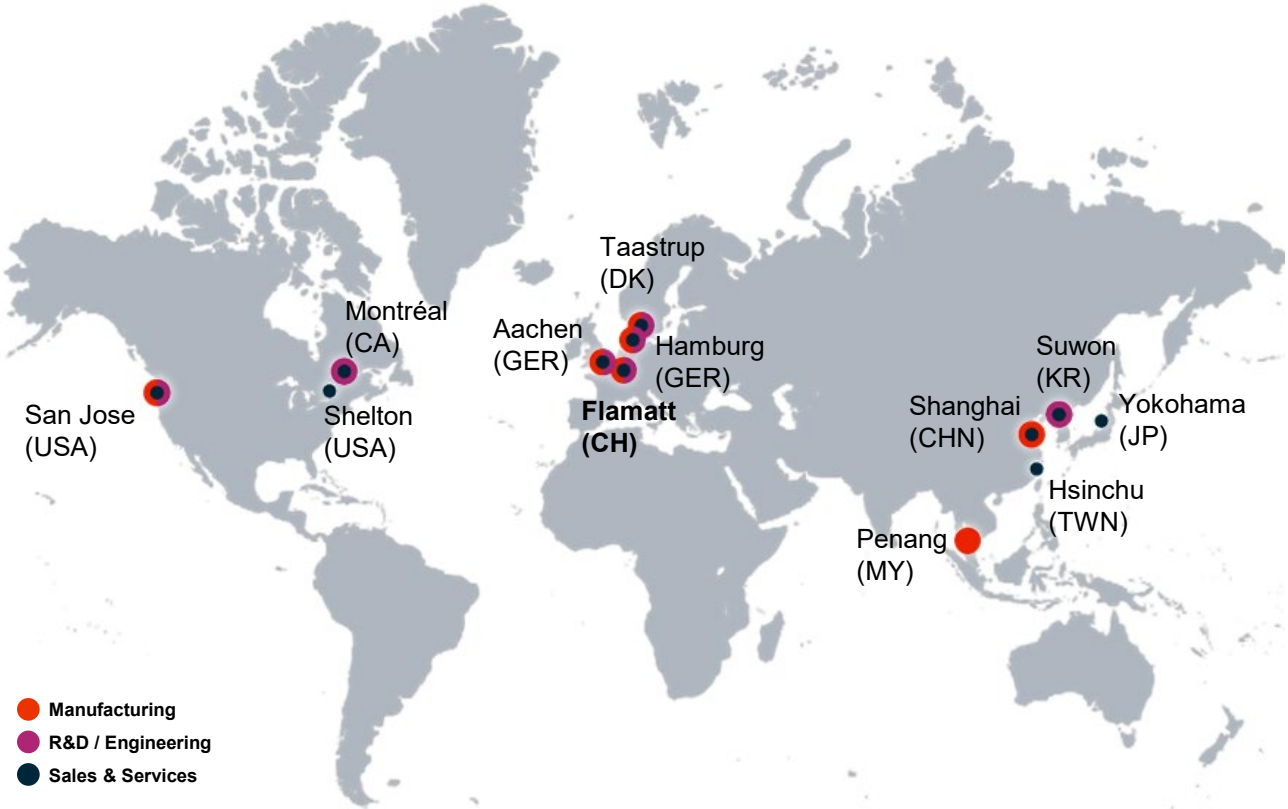 Taastrup
(DK)
Montréal
(CA)
Aachen
(GER)
Hamburg
(GER)
Suwon
(KR)
San Jose
(USA)
Shelton
(USA)
Flamatt
(CH)
Shanghai
(CHN)
Yokohama
(JP)
Hsinchu
(TWN)
Penang
(MY)
Manufacturing
R&D / Engineering
Sales & Services